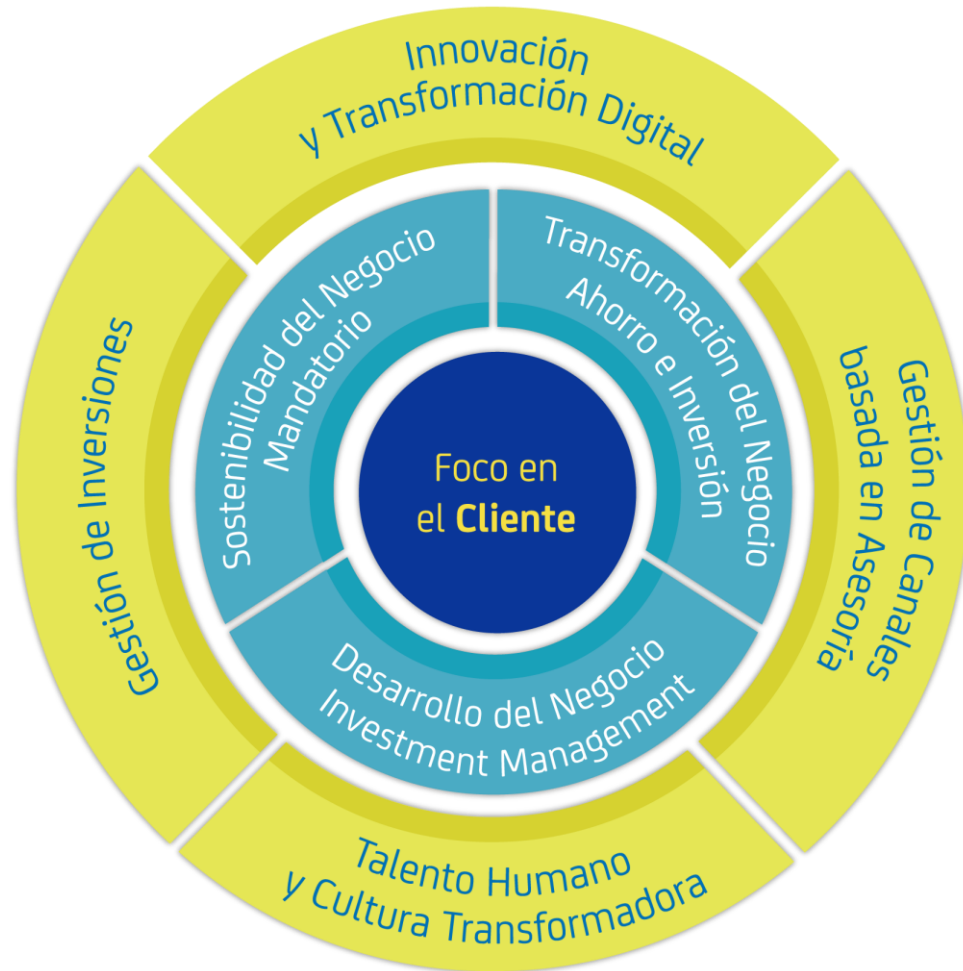 Innovación
y Transformación Digital
Sostenibilidad del Negocio
Mandatorio
Transformación del Negocio
Ahorro e Inversión
Gestión de Inversiones
Gestión de Canales
basada en Asesoría
Foco en
el Cliente
Desarrollo del Negocio
Investment Management
Talento Humano
y Cultura Transformadora